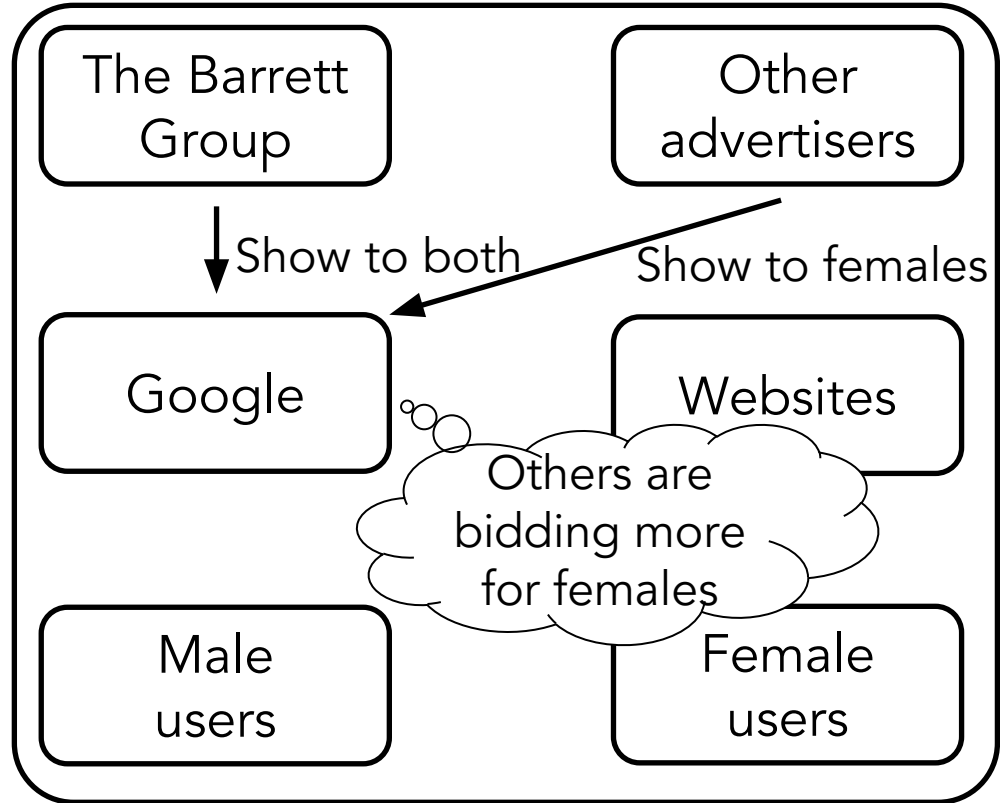 The Barrett
Group
Other
advertisers
Show to both
Show to females
Google
Websites
Others are
bidding more
for females
Male
users
Female
users